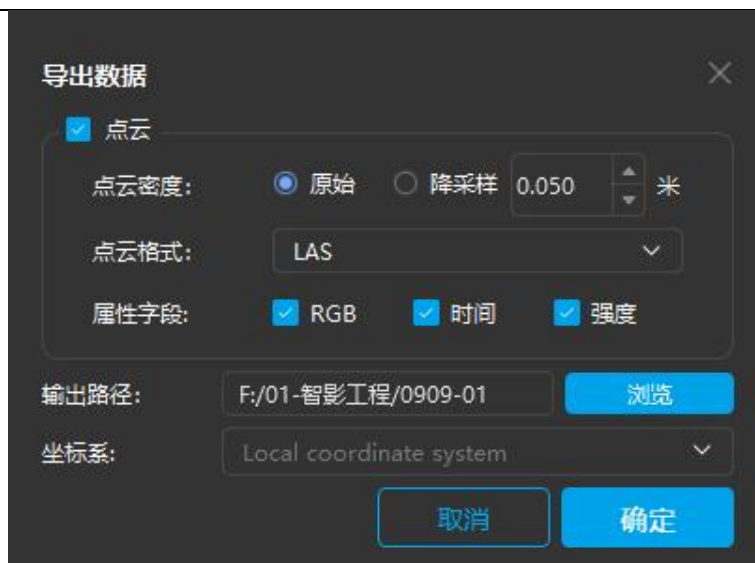 导出数据
点云
点云密度: 原始 降采样 0.050 米
点云格式: LAS
属性字段: RGB 时间 强度
输出路径: F:/01-智影工程/0909-01 浏览
坐标系: Local coordinate system
取消 确定